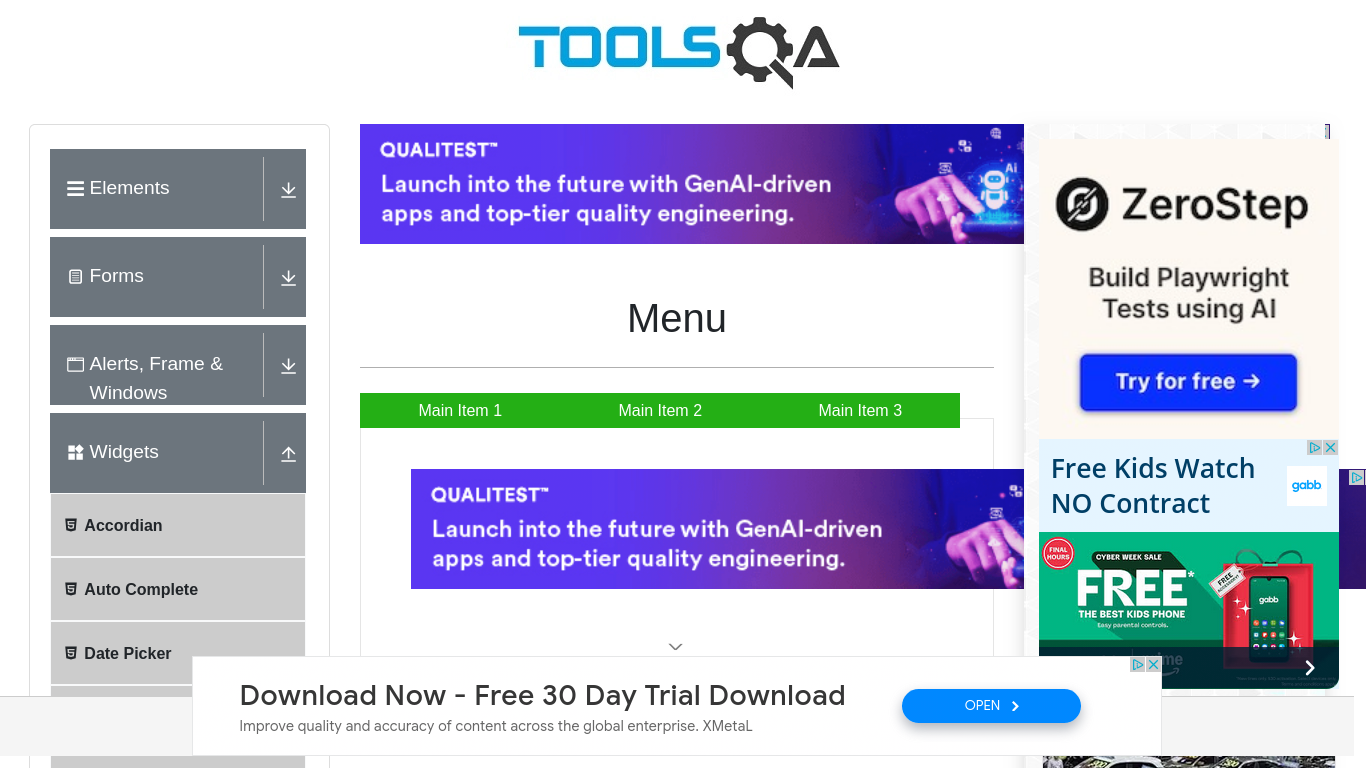 TOOLSQA
Elements
Forms
Alerts, Frame &
Windows
Widgets
Accordian
Auto Complete
Date Picker
QUALITEST™
Launch into the future with GenAI-driven
apps and top-tier quality engineering.
Ai
Menu
Main Item 1
Main Item 2
Main Item 3
QUALITEST™
Launch into the future with GenAI-driven
apps and top-tier quality engineering.
ZeroStep
Build Playwright
Tests using AI
Try for free →
Free Kids Watch
NO Contract
gabb
FINAL
HOURS
CYBER WEEK SALE
FREE*
THE BEST KIDS PHONE
Easy parental controls.
FREE
ACCESSORY!
gabb
Download Now - Free 30 Day Trial Download
Improve quality and accuracy of content across the global enterprise. XMetaL
OPEN